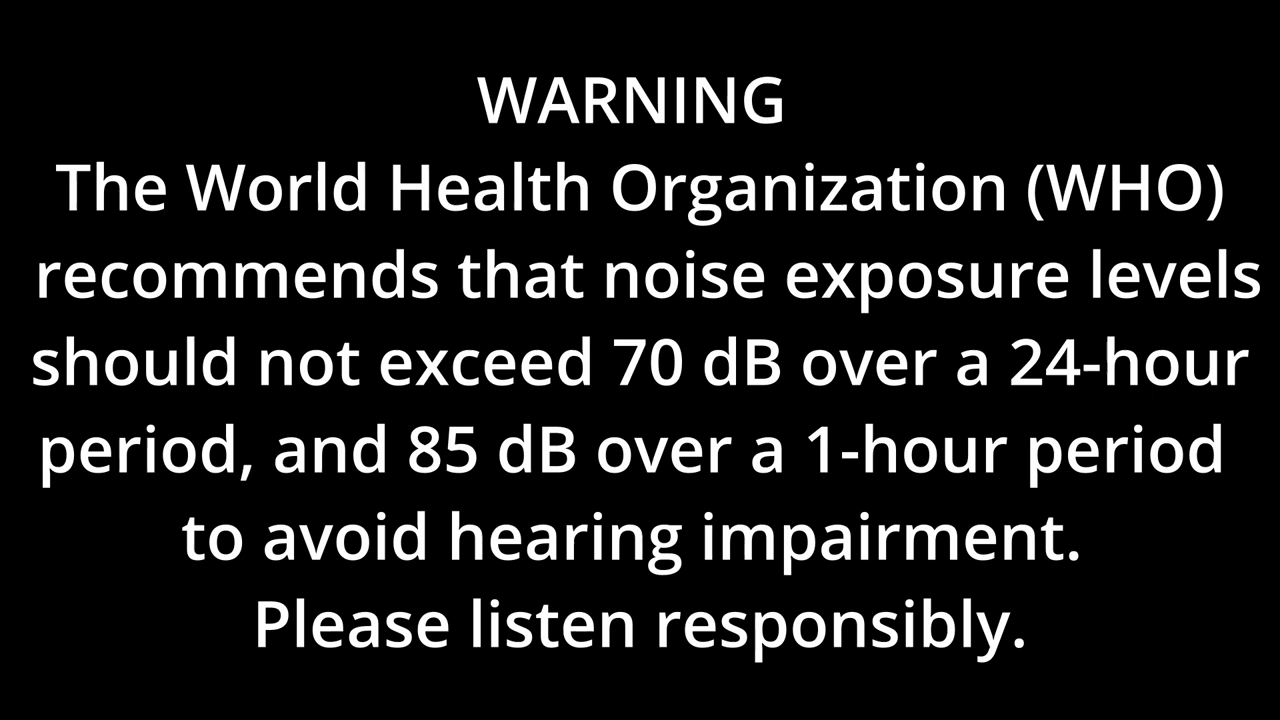 WARNING
The World Health Organization (WHO)
recommends that noise exposure levels
should not exceed 70 dB over a 24-hour
period, and 85 dB over a 1-hour period
to avoid hearing impairment.
Please listen responsibly.